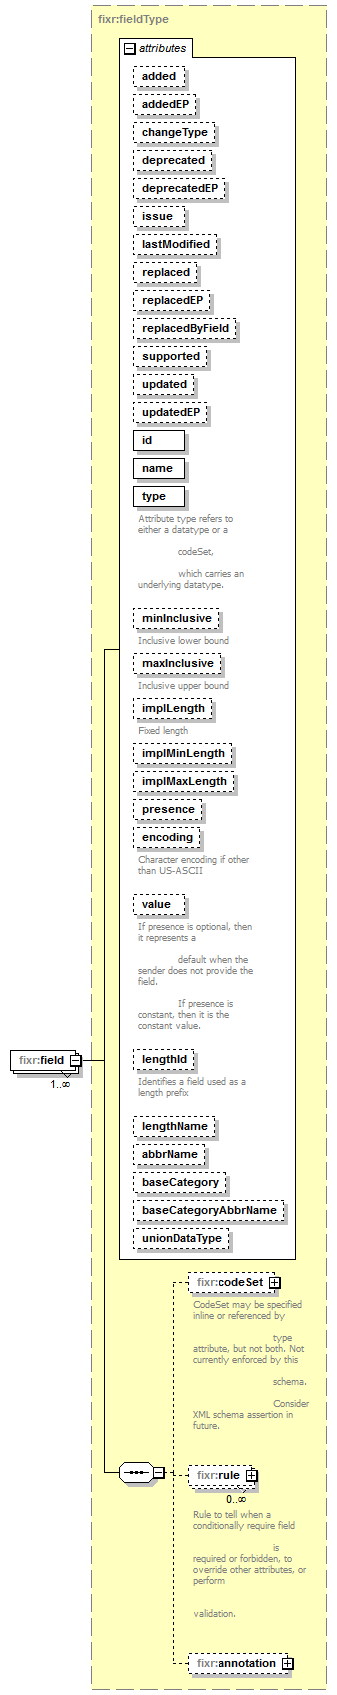 fixr:fieldType
attributes
added
addedEP
changeType
deprecated
deprecatedEP
issue
lastModified
replaced
replacedEP
replacedByField
supported
updated
updatedEP
id
name
type
Attribute type refers to
either a datatype or a
codeSet,
which carries an
underlying datatype.
minInclusive
Inclusive lower bound
maxInclusive
Inclusive upper bound
implLength
Fixed length
implMinLength
implMaxLength
presence
encoding
Character encoding if other
than US-ASCII
value
If presence is optional, then
it represents a
default when the
sender does not provide the
field.
If presence is
constant, then it is the
constant value.
fixr:field
1..∞
lengthId
Identifies a field used as a
length prefix
lengthName
abbrName
baseCategory
baseCategoryAbbrName
unionDataType
fixr:codeSet
CodeSet may be specified
inline or referenced by
type
attribute, but not both. Not
currently enforced by this
schema.
Consider
XML schema assertion in
future.
fixr:rule
0..∞
Rule to tell when a
conditionally require field
is
required or forbidden, to
override other attributes, or
perform
validation.
fixr:annotation